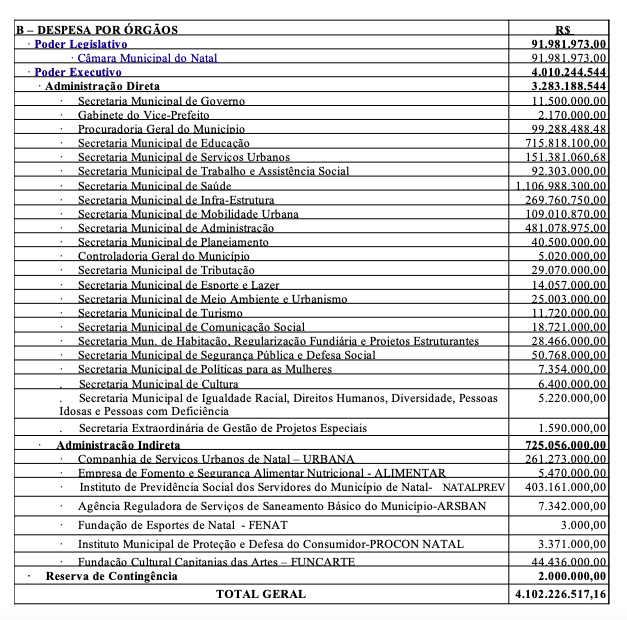 B – DESPESA POR ÓRGÃOS R$
· Poder Legislativo 91.981.973,00
· Câmara Municipal do Natal 91.981.973,00
· Poder Executivo 4.010.244.544
· Administração Direta 3.283.188.544
· Secretaria Municipal de Governo 11.500.000,00
· Gabinete do Vice-Prefeito 2.170.000,00
· Procuradoria Geral do Município 99.288.488,48
· Secretaria Municipal de Educação 715.818.100,00
· Secretaria Municipal de Serviços Urbanos 151.381.060,68
· Secretaria Municipal de Trabalho e Assistência Social 92.303.000,00
· Secretaria Municipal de Saúde 1.106.988.300,00
· Secretaria Municipal de Infra-Estrutura 269.760.750,00
· Secretaria Municipal de Mobilidade Urbana 109.010.870,00
· Secretaria Municipal de Administração 481.078.975,00
· Secretaria Municipal de Planejamento 40.500.000,00
· Controladoria Geral do Município 5.020.000,00
· Secretaria Municipal de Tributação 29.070.000,00
· Secretaria Municipal de Esporte e Lazer 14.057.000,00
· Secretaria Municipal de Meio Ambiente e Urbanismo 25.003.000,00
· Secretaria Municipal de Turismo 11.720.000,00
· Secretaria Municipal de Comunicação Social 18.721.000,00
· Secretaria Mun. de Habitação, Regularização Fundiária e Projetos Estruturantes 28.466.000,00
· Secretaria Municipal de Segurança Pública e Defesa Social 50.768.000,00
· Secretaria Municipal de Políticas para as Mulheres 7.354.000,00
. Secretaria Municipal de Cultura 6.400.000,00
. Secretaria Municipal de Igualdade Racial, Direitos Humanos, Diversidade, Pessoas 5.220.000,00
Idosas e Pessoas com Deficiência
. Secretaria Extraordinária de Gestão de Projetos Especiais 1.590.000,00
· Administração Indireta 725.056.000,00
· Companhia de Serviços Urbanos de Natal – URBANA 261.273.000,00
· Empresa de Fomento e Segurança Alimentar Nutricional - ALIMENTAR 5.470.000,00
· Instituto de Previdência Social dos Servidores do Município de Natal- NATALPREV 403.161.000,00
· Agência Reguladora de Serviços de Saneamento Básico do Município-ARSBAN 7.342.000,00
· Fundação de Esportes de Natal - FENAT 3.000,00
· Instituto Municipal de Proteção e Defesa do Consumidor-PROCON NATAL 3.371.000,00
· Fundação Cultural Capitanias das Artes – FUNCARTE 44.436.000,00
· Reserva de Contingência 2.000.000,00
TOTAL GERAL 4.102.226.517,16